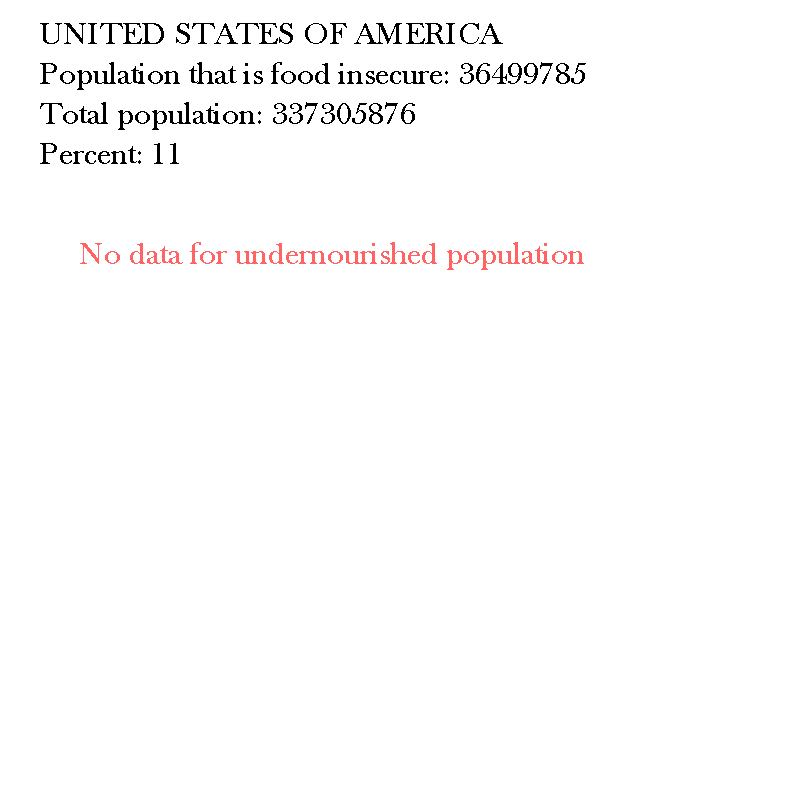 UNITED STATES OF AMERICA
Population that is food insecure: 36499785
Total population: 337305876
Percent: 11
No data for undernourished population